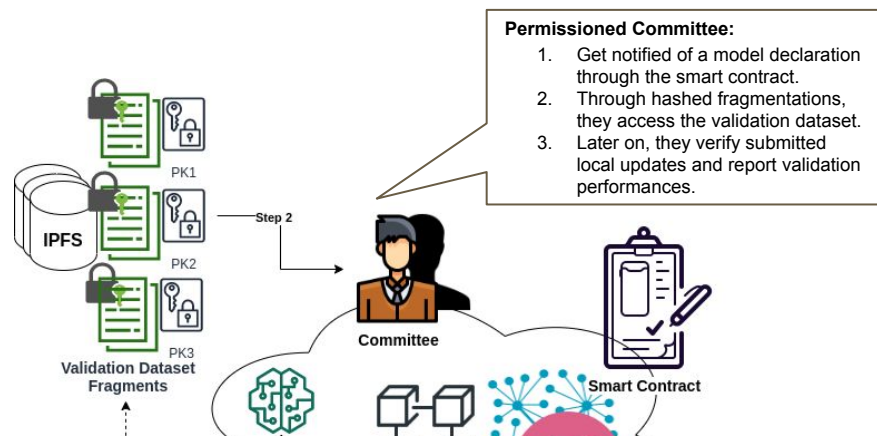 Permissioned Committee:
1. Get notified of a model declaration
through the smart contract.
2. Through hashed fragmentations,
they access the validation dataset.
3. Later on, they verify submitted
local updates and report validation
performances.
PK1
Step 2
IPFS
PK2
PK3
Committee
Validation Dataset
Fragments
Smart Contract